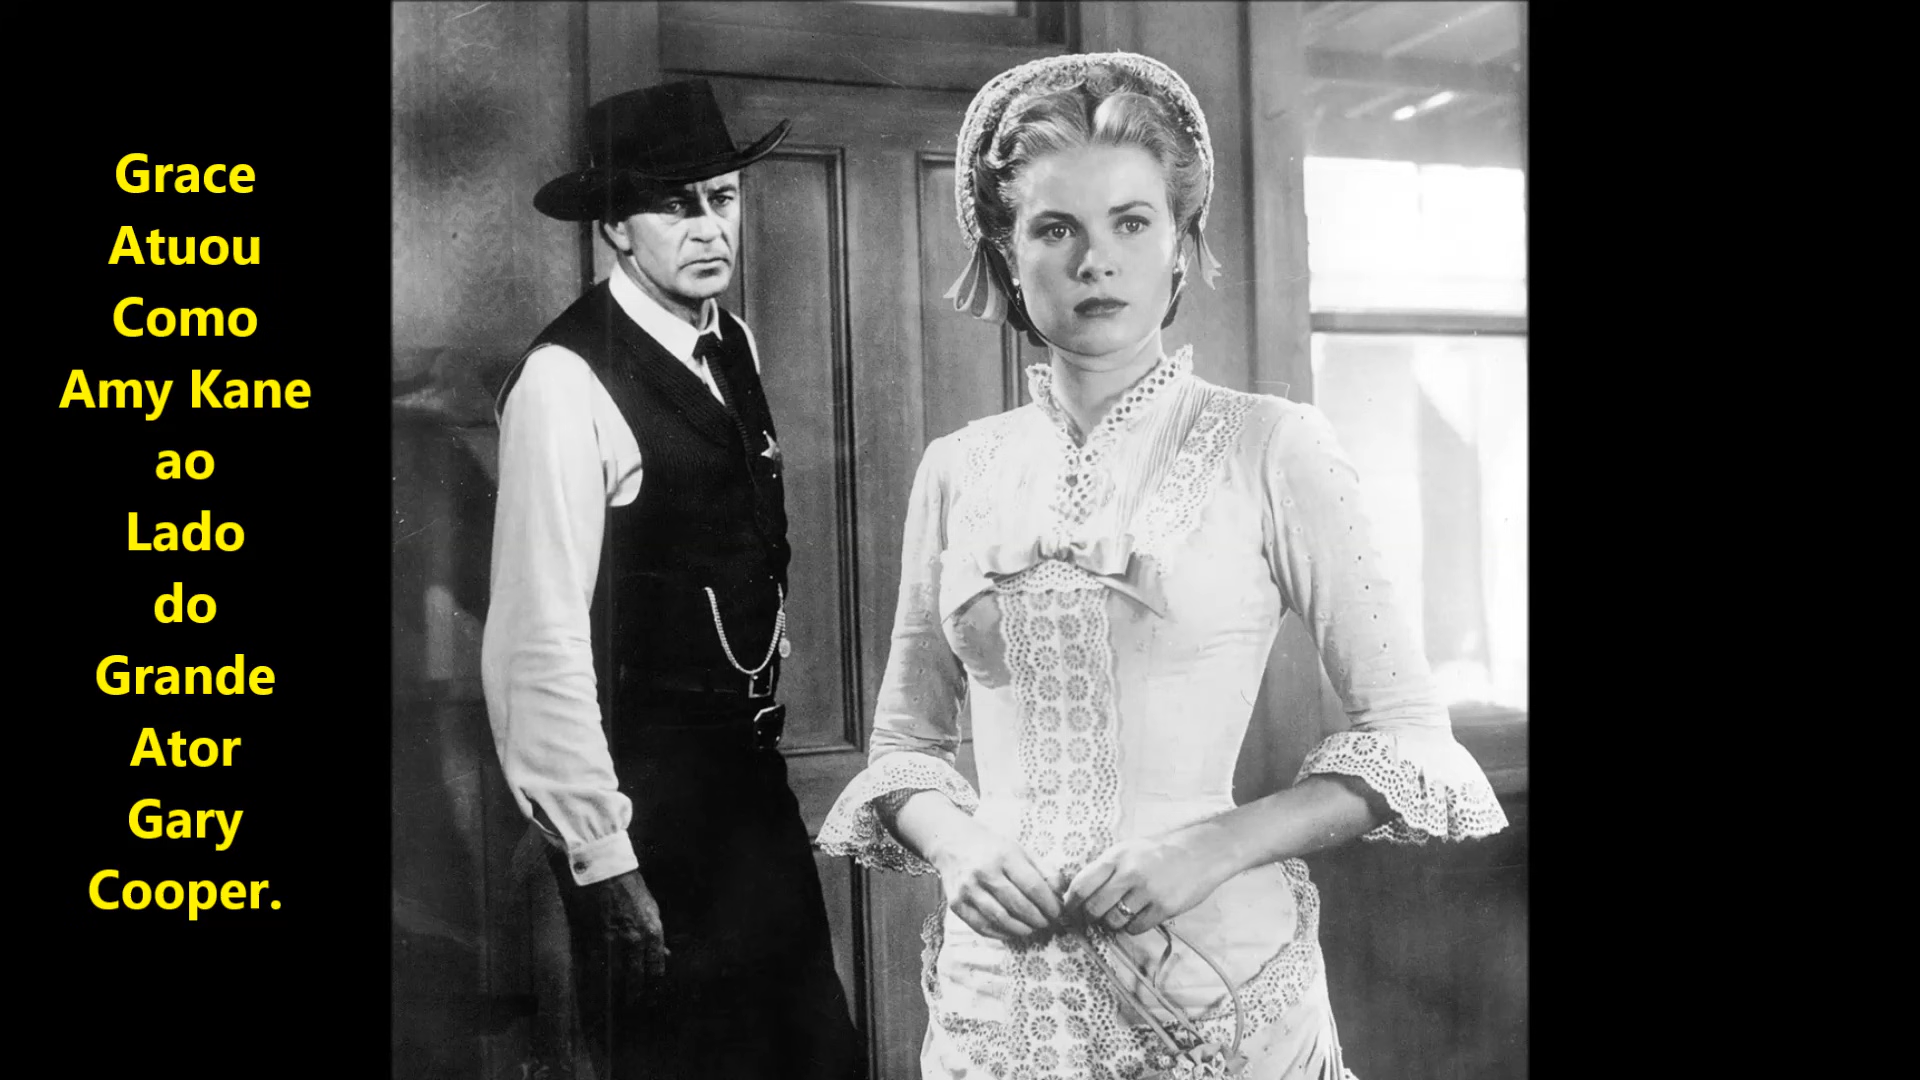 Grace
Atuou
Como
Amy Kane
ao
Lado
do
Grande
Ator
Gary
Cooper.